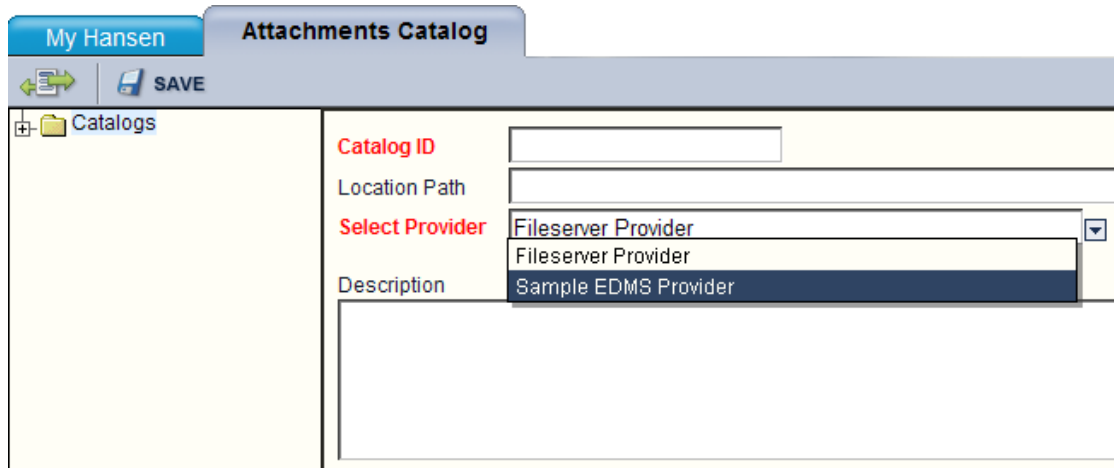 My Hansen
Attachments Catalog
SAVE
Catalogs
Catalog ID
Location Path
Select Provider
Fileserver Provider
Fileserver Provider
Sample EDMS Provider
Description